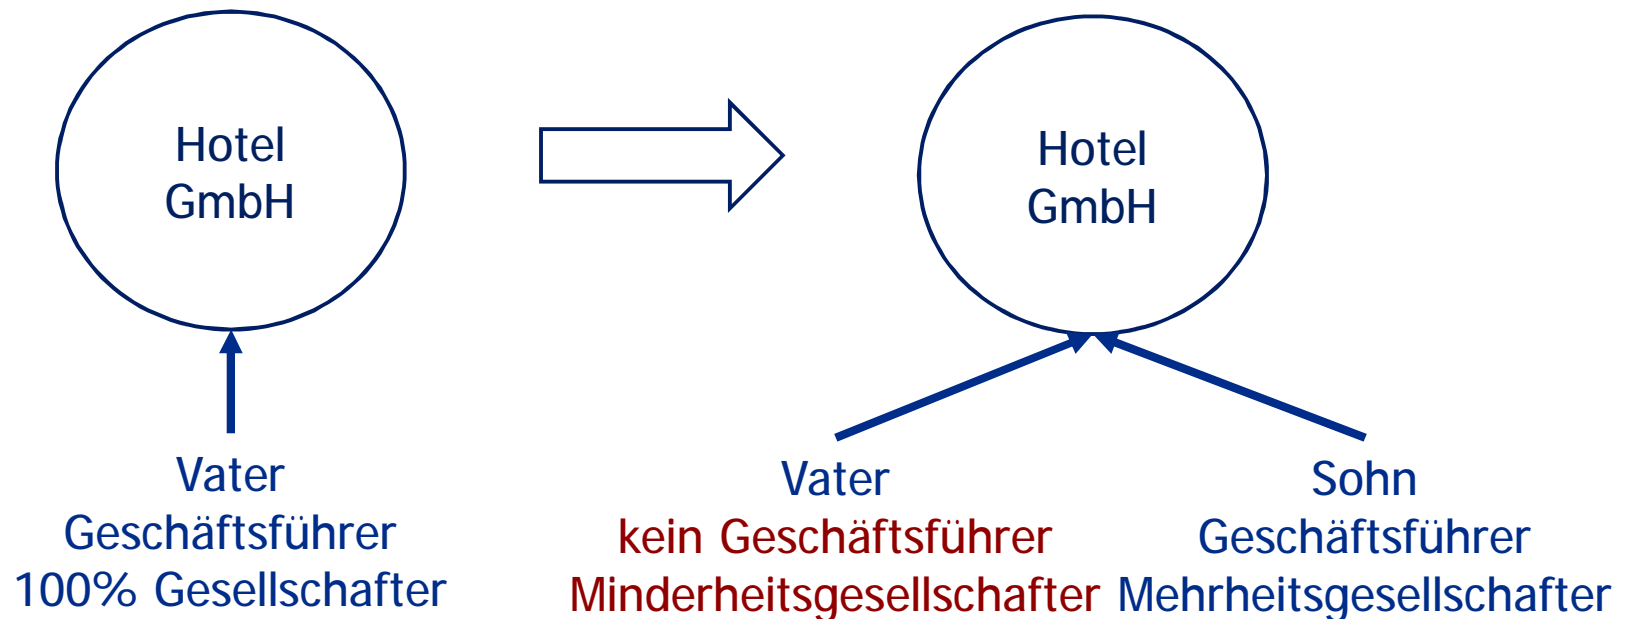 Hotel
GmbH
Vater
Geschäftsführer
100% Gesellschafter
Hotel
GmbH
Vater
kein Geschäftsführer
Minderheitsgesellschafter
Sohn
Geschäftsführer
Mehrheitsgesellschafter